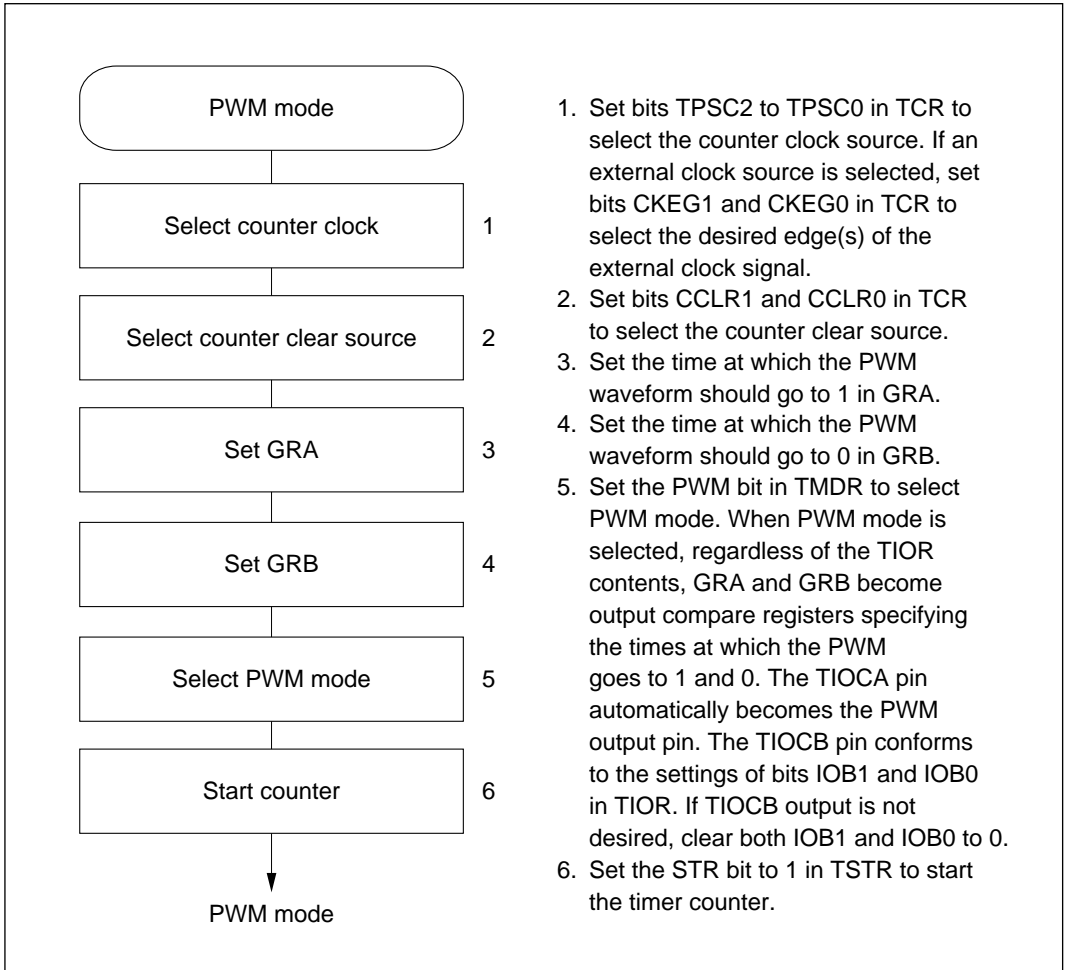 PWM mode
Select counter clock
1
Select counter clear source
2
Set GRA
3
Set GRB
4
Select PWM mode
5
Start counter
6
PWM mode
1. Set bits TPSC2 to TPSC0 in TCR to
select the counter clock source. If an
external clock source is selected, set
bits CKEG1 and CKEG0 in TCR to
select the desired edge(s) of the
external clock signal.
2. Set bits CCLR1 and CCLR0 in TCR
to select the counter clear source.
3. Set the time at which the PWM
waveform should go to 1 in GRA.
4. Set the time at which the PWM
waveform should go to 0 in GRB.
5. Set the PWM bit in TMDR to select
PWM mode. When PWM mode is
selected, regardless of the TIOR
contents, GRA and GRB become
output compare registers specifying
the times at which the PWM
goes to 1 and 0. The TIOCA pin
automatically becomes the PWM
output pin. The TIOCB pin conforms
to the settings of bits IOB1 and IOB0
in TIOR. If TIOCB output is not
desired, clear both IOB1 and IOB0 to 0.
6. Set the STR bit to 1 in TSTR to start
the timer counter.